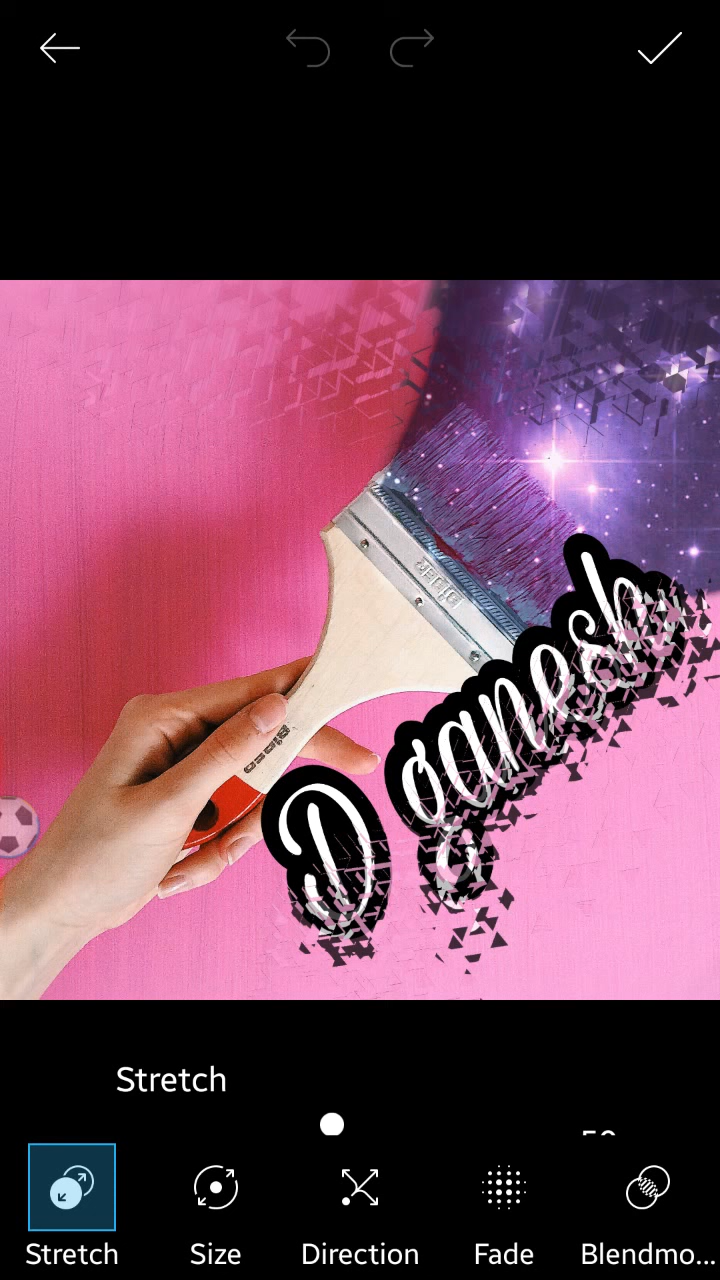 D ganesh
Stretch
Stretch
Size
Direction
Fade
Blendmo...